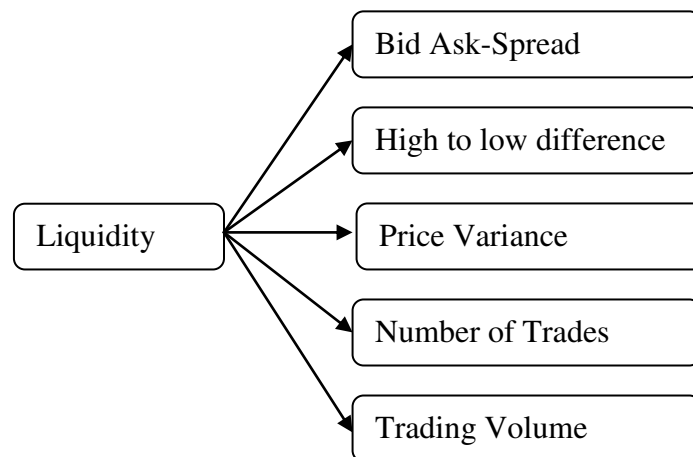 Bid Ask-Spread
High to low difference
Liquidity
Price Variance
Number of Trades
Trading Volume